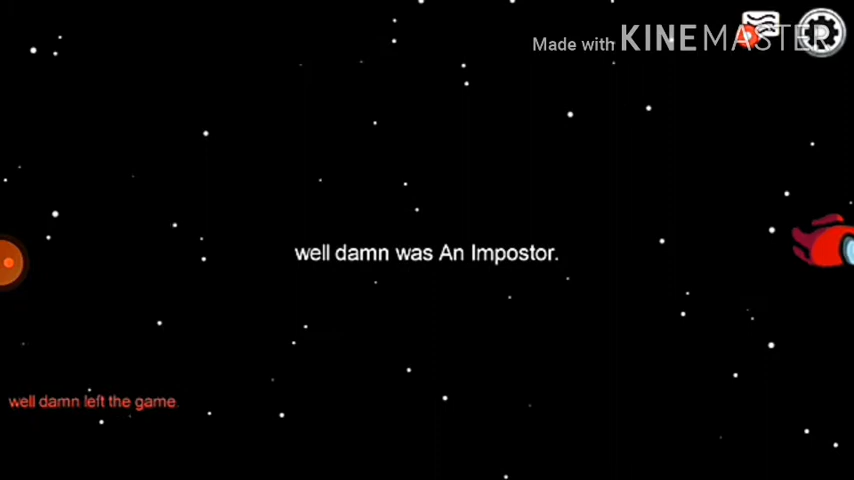 Made with KINEMASTER
well damn was An Impostor.
well damn left the game.